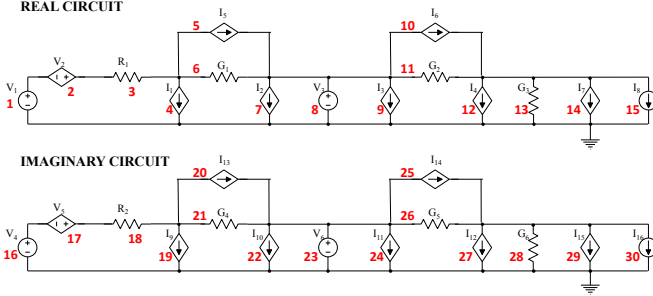 REAL CIRCUIT
5 I5 10 I6
V2 R1 6 G1 11 G2
V1 I1 I2 V3 I3 I4 G3 I7 I8
1 2 3 4 7 8 9 12 13 14 15
IMAGINARY CIRCUIT
20 I13 25 I14
V5 R2 21 G4 26 G5
V4 I9 I10 V6 I11 I12 G6 I15 I16
16 17 18 19 22 23 24 27 28 29 30